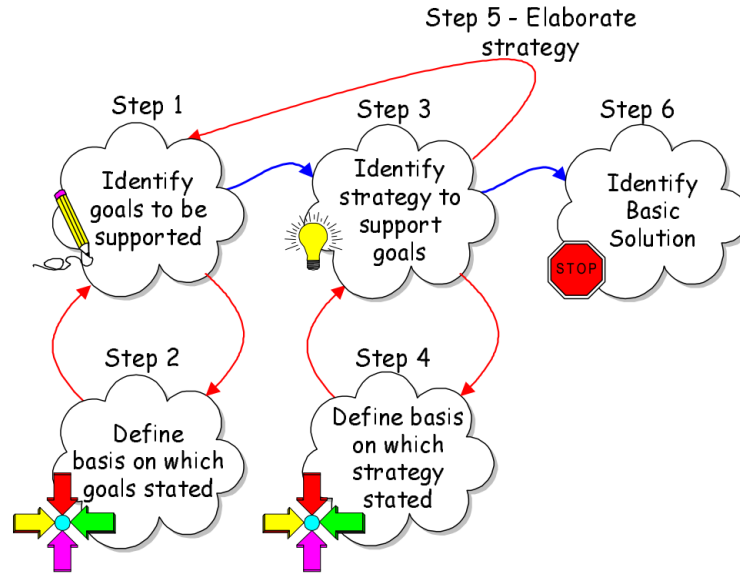 Step 5 - Elaborate
strategy
Step 1
Step 3
Step 6
Identify
goals to be
supported
Identify
strategy to
support
goals
Identify
Basic
Solution
STOP
Step 2
Step 4
Define
basis on which
goals stated
Define basis
on which
strategy
stated